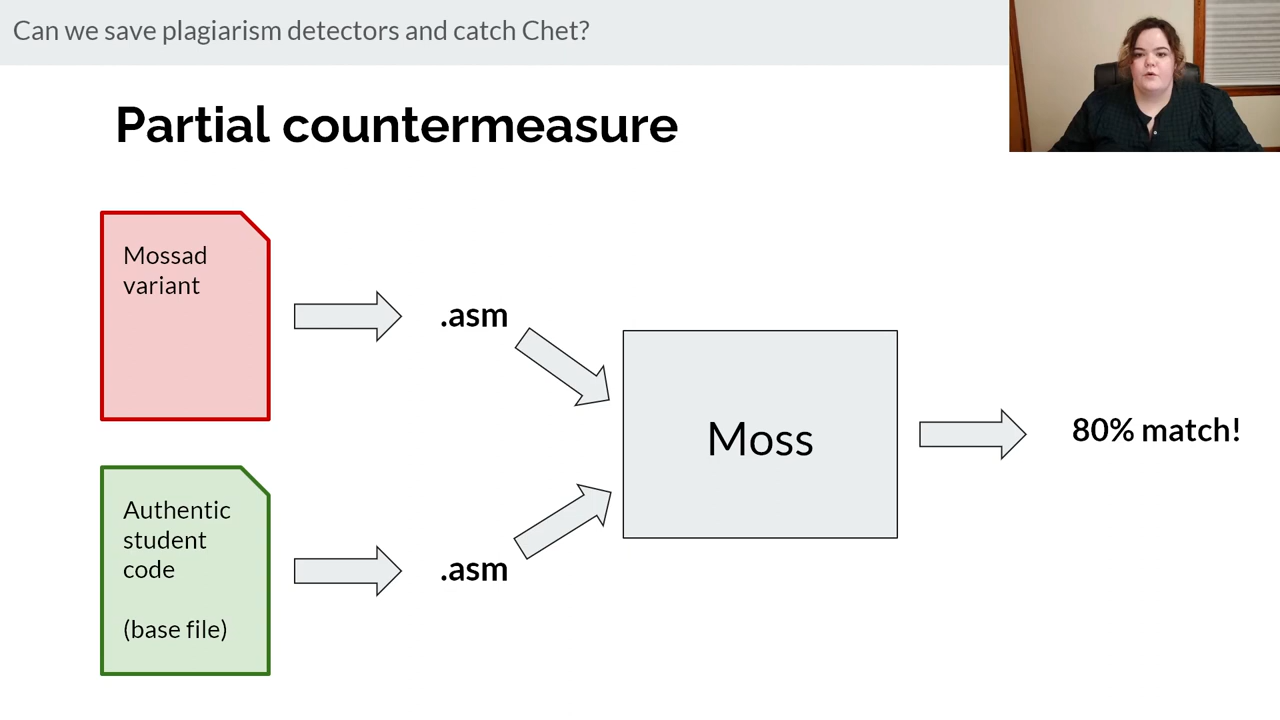 Can we save plagiarism detectors and catch Chet?
Partial countermeasure
Mossad
variant
.asm
Moss
80% match!
Authentic
student
code
(base file)
.asm